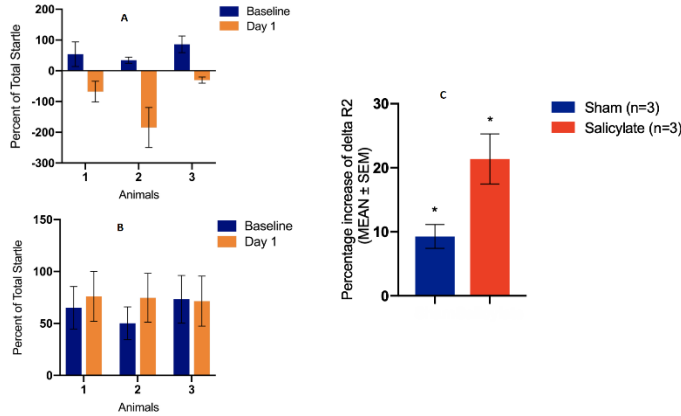 A
Baseline
Day 1
Percent of Total Startle
200
100
0
-100
-200
-300
1 2 3
Animals
B
Baseline
Day 1
Percent of Total Startle
150
100
50
0
1 2 3
Animals
C
Sham (n=3)
Salicylate (n=3)
Percentage increase of delta R2
(MEAN ± SEM)
30
20
10
0
*
*